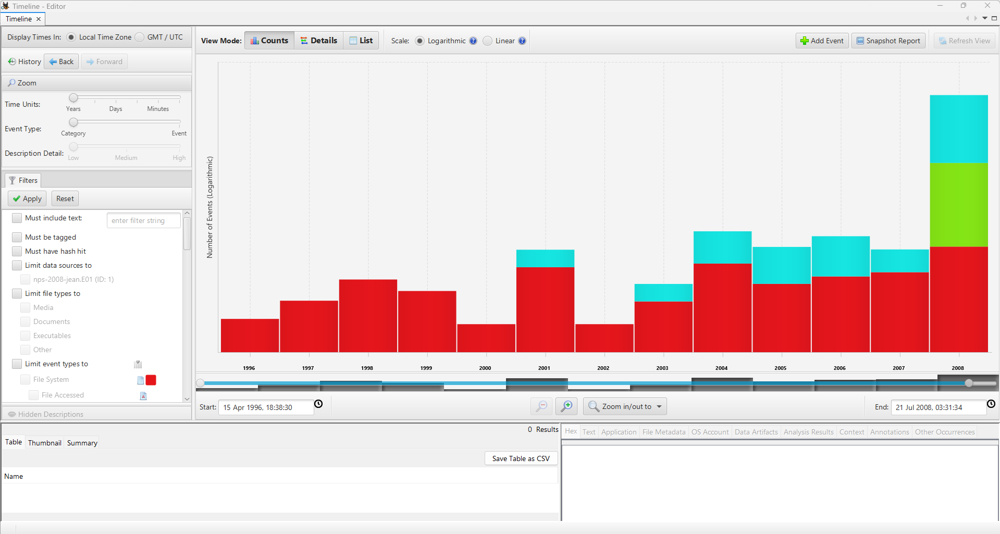 Timeline - Editor
Timeline
Display Times In: Local Time Zone GMT / UTC
History Back Forward
Zoom
Time Units:
Years Days Minutes
Event Type:
Category Event
Description Detail:
Low Medium High
Filters
Apply Reset
Must include text: enter filter string
Must be tagged
Must have hash hit
Limit data sources to
nps-2008-jean.E01 (ID: 1)
Limit file types to
Media
Documents
Executables
Other
Limit event types to
File System
File Accessed
Hidden Descriptions
View Mode: Counts Details List Scale: Logarithmic ? Linear ? Add Event Snapshot Report Refresh View
Number of Events (Logarithmic)
1996 1997 1998 1999 2000 2001 2002 2003 2004 2005 2006 2007 2008
Start: 15 Apr 1996, 18:38:30 Zoom in/out to End: 21 Jul 2008, 03:31:34
0 Results
Table Thumbnail Summary
Save Table as CSV
Name
Hex Text Application File Metadata OS Account Data Artifacts Analysis Results Context Annotations Other Occurrences